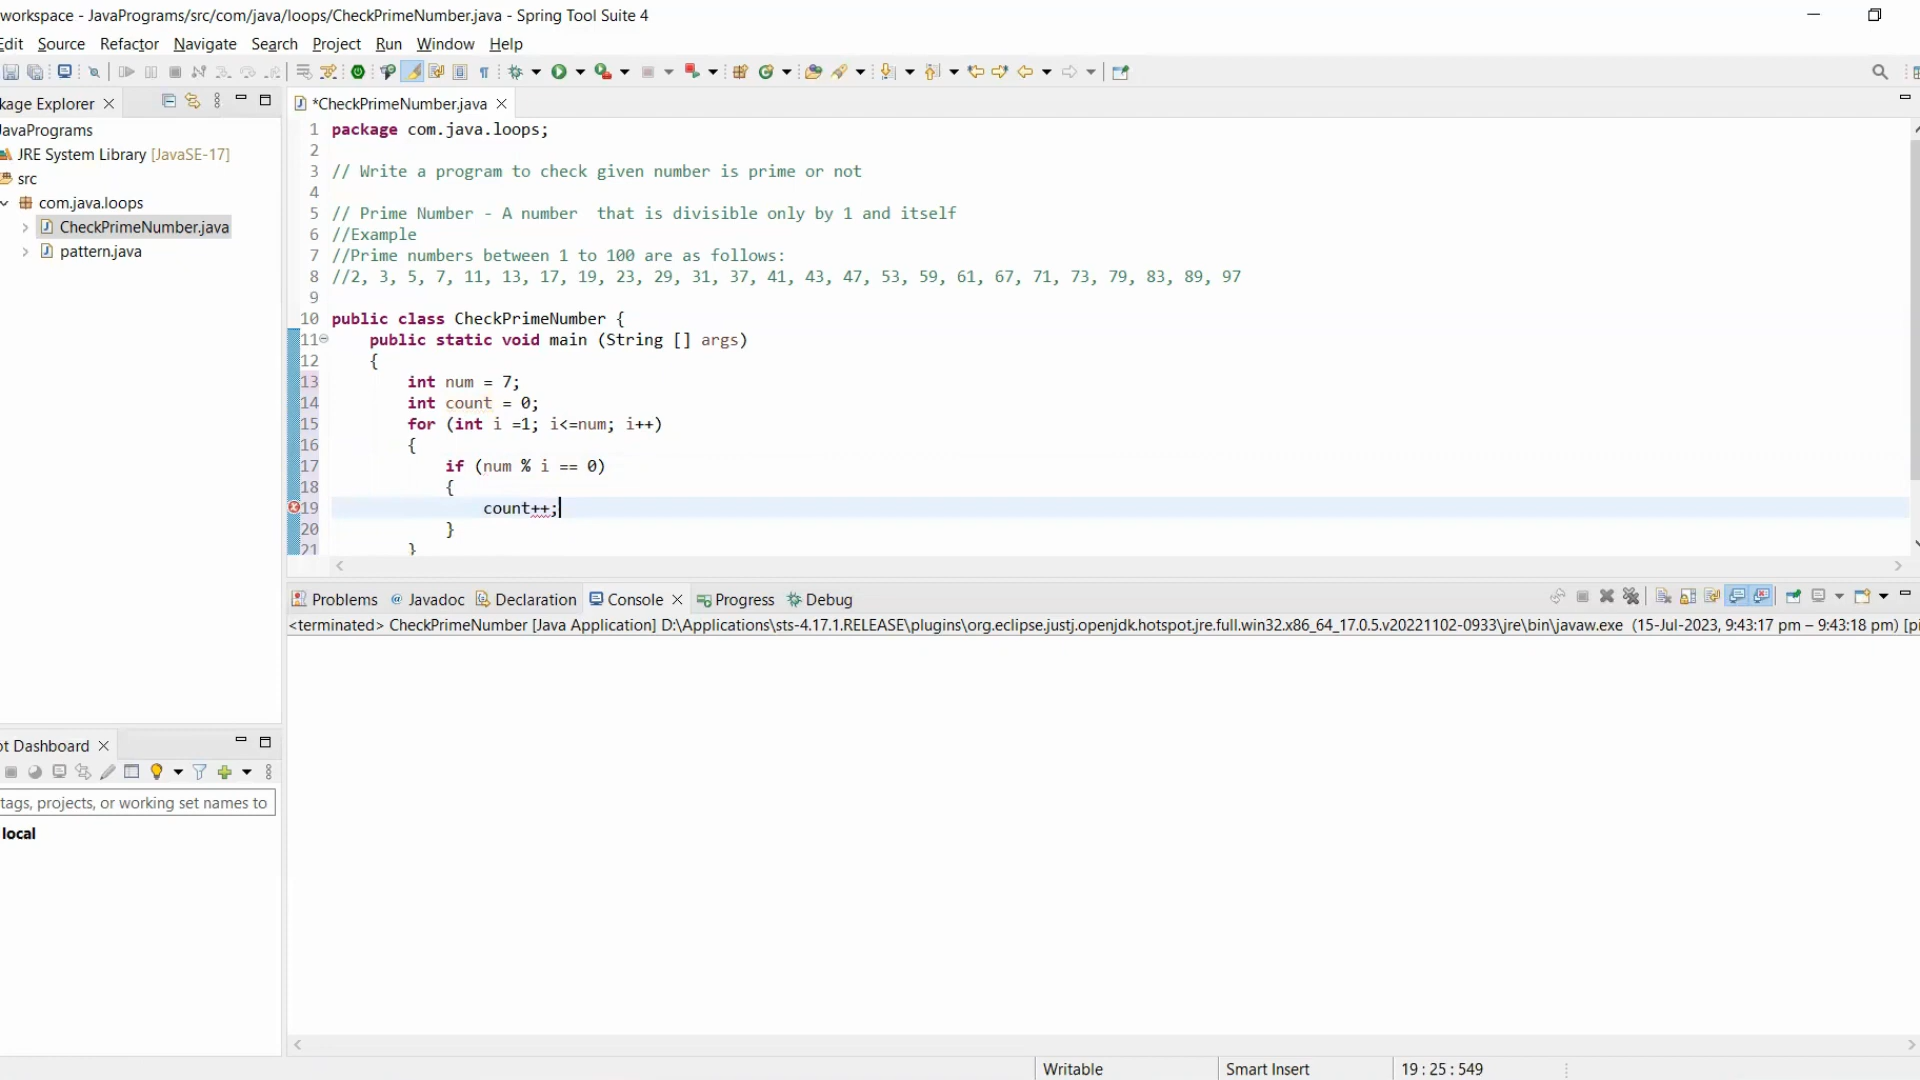 workspace - JavaPrograms/src/com/java/loops/CheckPrimeNumber.java - Spring Tool Suite 4
Edit Source Refactor Navigate Search Project Run Window Help
kage Explorer
*CheckPrimeNumber.java
JavaPrograms
JRE System Library [JavaSE-17]
src
com.java.loops
CheckPrimeNumber.java
pattern.java
1 package com.java.loops;
2
3 // Write a program to check given number is prime or not
4
5 // Prime Number - A number  that is divisible only by 1 and itself
6 //Example
7 //Prime numbers between 1 to 100 are as follows:
8 //2, 3, 5, 7, 11, 13, 17, 19, 23, 29, 31, 37, 41, 43, 47, 53, 59, 61, 67, 71, 73, 79, 83, 89, 97
9
10 public class CheckPrimeNumber {
11 public static void main (String [] args)
12 {
13 int num = 7;
14 int count = 0;
15 for (int i =1; i<=num; i++)
16 {
17 if (num % i == 0)
18 {
19 count++;
20 }
21 }
Problems Javadoc Declaration Console Progress Debug
<terminated> CheckPrimeNumber [Java Application] D:\Applications\sts-4.17.1.RELEASE\plugins\org.eclipse.justj.openjdk.hotspot.jre.full.win32.x86_64_17.0.5.v20221102-0933\jre\bin\javaw.exe (15-Jul-2023, 9:43:17 pm – 9:43:18 pm) [pi
ot Dashboard
tags, projects, or working set names to
local
Writable Smart Insert 19 : 25 : 549